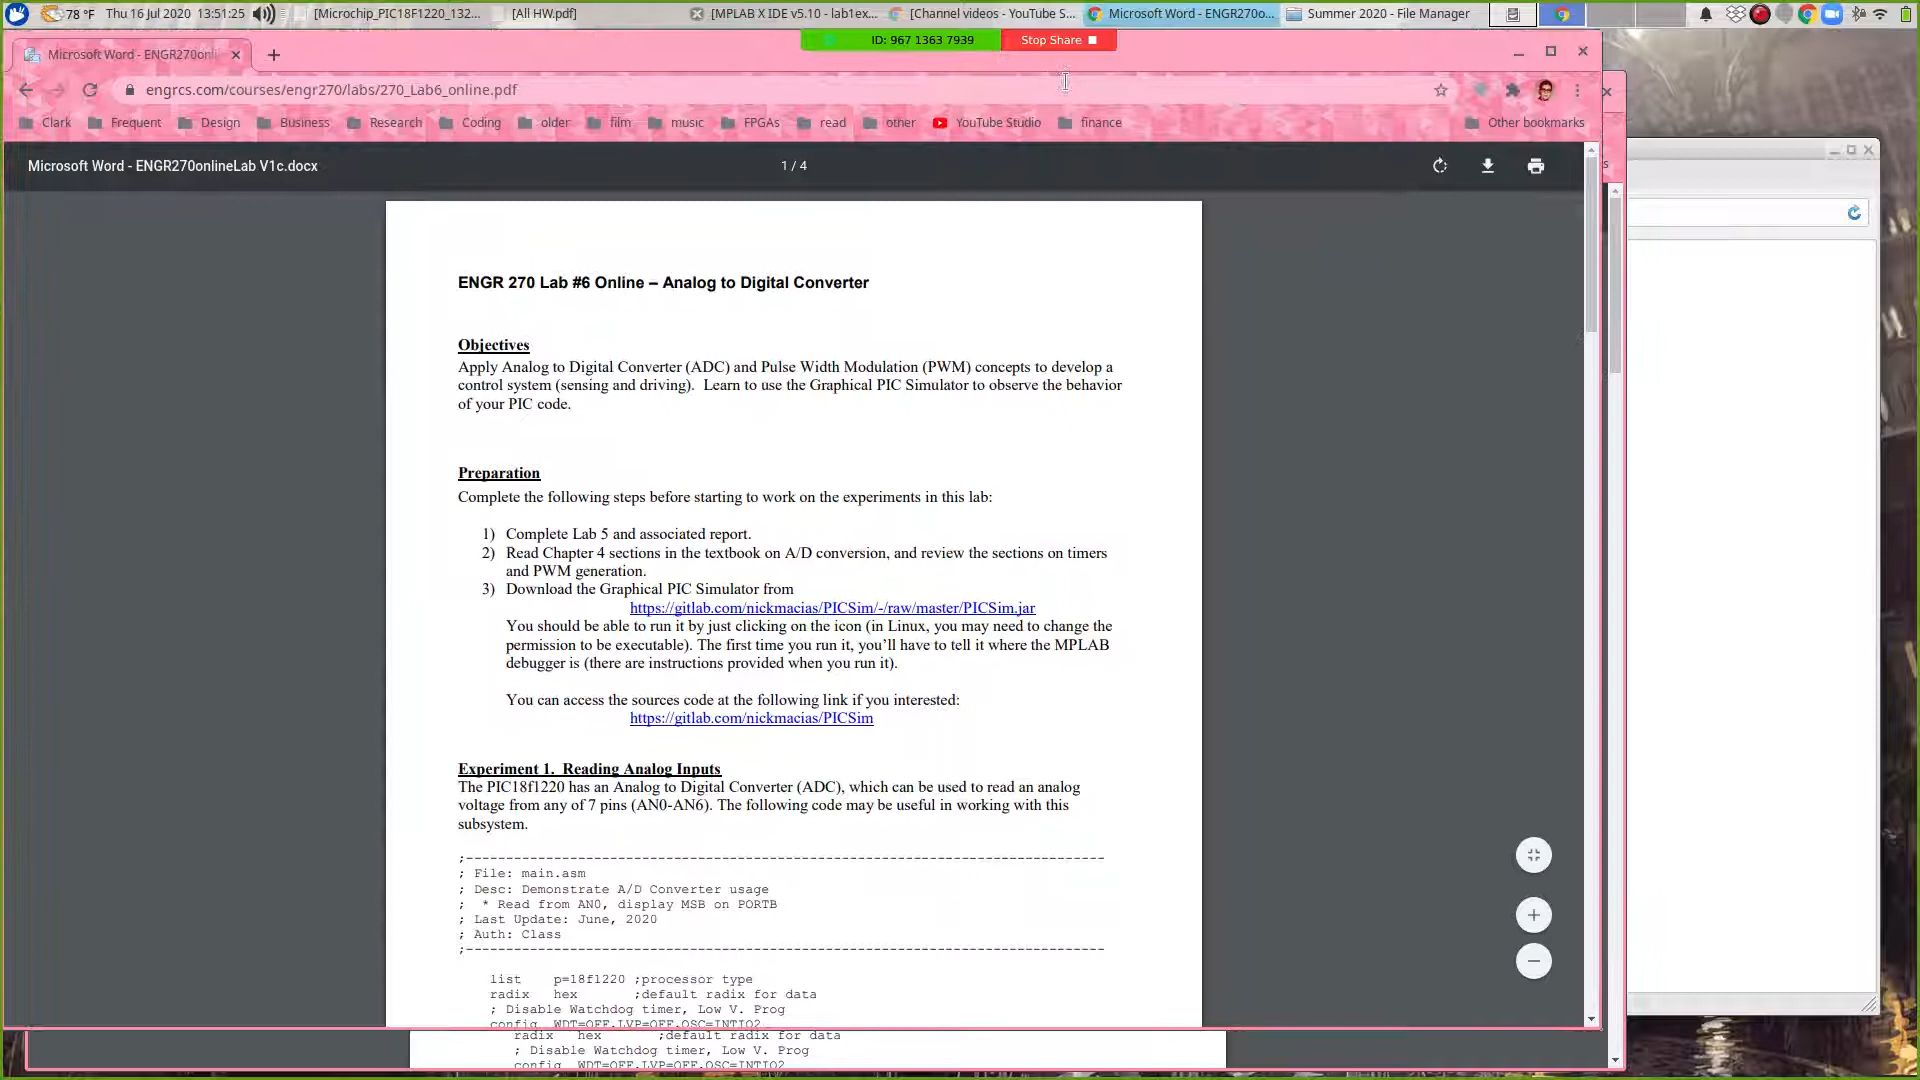 78 °F Thu 16 Jul 2020 13:51:25 [Microchip_PIC18F1220_132... [All HW.pdf] [MPLAB X IDE v5.10 - lab1ex... [Channel videos - YouTube S... Microsoft Word - ENGR270o... Summer 2020 - File Manager
ID: 967 1363 7939 Stop Share
Microsoft Word - ENGR270onli
engrcs.com/courses/engr270/labs/270_Lab6_online.pdf
Clark Frequent Design Business Research Coding older film music FPGAs read other YouTube Studio finance Other bookmarks
Microsoft Word - ENGR270onlineLab V1c.docx 1 / 4
ENGR 270 Lab #6 Online – Analog to Digital Converter
Objectives
Apply Analog to Digital Converter (ADC) and Pulse Width Modulation (PWM) concepts to develop a
control system (sensing and driving). Learn to use the Graphical PIC Simulator to observe the behavior
of your PIC code.
Preparation
Complete the following steps before starting to work on the experiments in this lab:
1) Complete Lab 5 and associated report.
2) Read Chapter 4 sections in the textbook on A/D conversion, and review the sections on timers
and PWM generation.
3) Download the Graphical PIC Simulator from
https://gitlab.com/nickmacias/PICSim/-/raw/master/PICSim.jar
You should be able to run it by just clicking on the icon (in Linux, you may need to change the
permission to be executable). The first time you run it, you'll have to tell it where the MPLAB
debugger is (there are instructions provided when you run it).
You can access the sources code at the following link if you interested:
https://gitlab.com/nickmacias/PICSim
Experiment 1. Reading Analog Inputs
The PIC18f1220 has an Analog to Digital Converter (ADC), which can be used to read an analog
voltage from any of 7 pins (AN0-AN6). The following code may be useful in working with this
subsystem.
;--------------------------------------------------------------------------------
; File: main.asm
; Desc: Demonstrate A/D Converter usage
; * Read from AN0, display MSB on PORTB
; Last Update: June, 2020
; Auth: Class
;--------------------------------------------------------------------------------
list p=18f1220 ;processor type
radix hex ;default radix for data
; Disable Watchdog timer, Low V. Prog
config WDT=OFF,LVP=OFF,OSC=INTIO2
radix hex ;default radix for data
; Disable Watchdog timer, Low V. Prog
config WDT=OFF,LVP=OFF,OSC=INTIO2